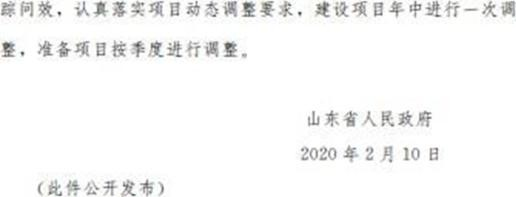 踪问效，认真落实项目动态调整要求，建设项目年中进行一次调
整，准备项目按季度进行调整。
山东省人民政府
2020 年 2 月 10 日
（此件公开发布）